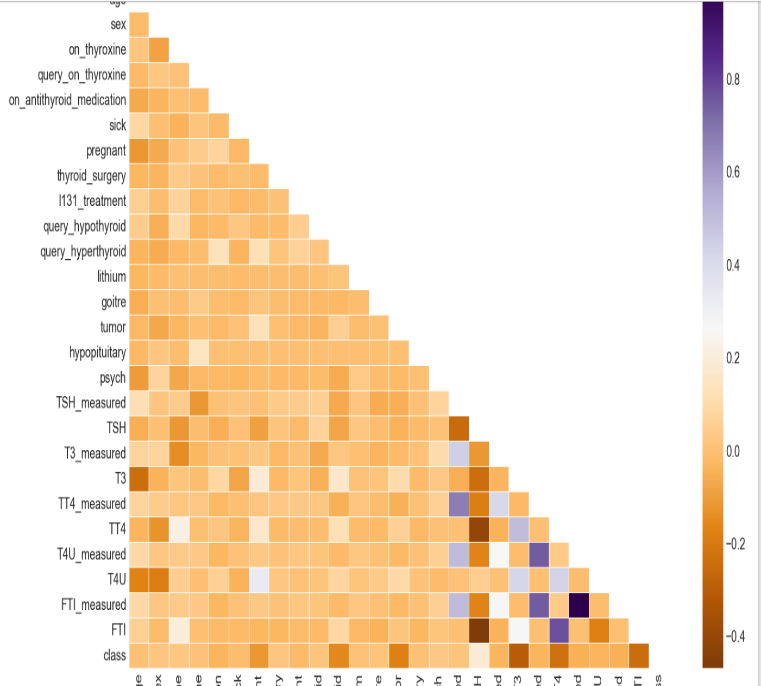 sex
on_thyroxine
query_on_thyroxine
on_antithyroid_medication
sick
pregnant
thyroid_surgery
I131_treatment
query_hypothyroid
query_hyperthyroid
lithium
goitre
tumor
hypopituitary
psych
TSH_measured
TSH
T3_measured
T3
TT4_measured
TT4
T4U_measured
T4U
FTI_measured
FTI
class
0.8
0.6
0.4
0.2
0.0
−0.2
−0.4